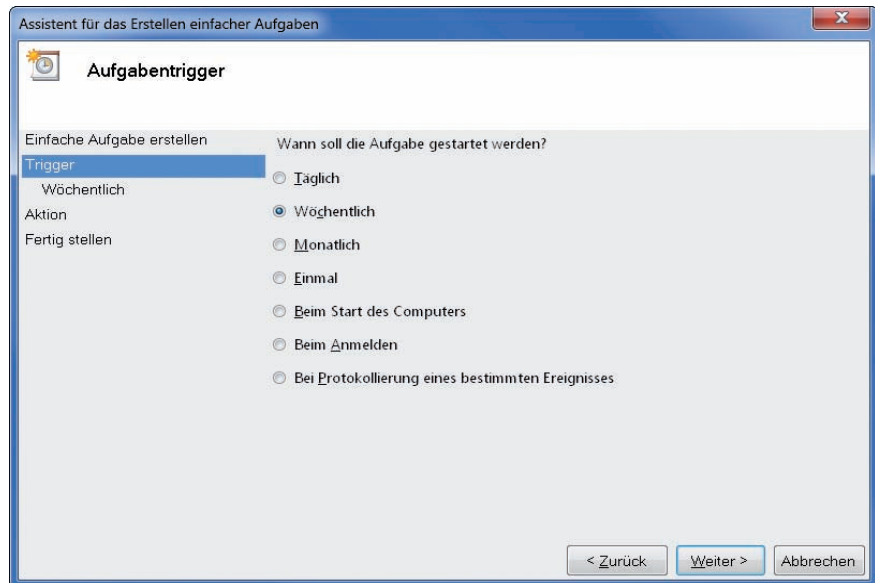 Assistent für das Erstellen einfacher Aufgaben
Aufgabentrigger
Einfache Aufgabe erstellen
Trigger
Wöchentlich
Aktion
Fertig stellen
Wann soll die Aufgabe gestartet werden?
Täglich
Wöchentlich
Monatlich
Einmal
Beim Start des Computers
Beim Anmelden
Bei Protokollierung eines bestimmten Ereignisses
< Zurück
Weiter >
Abbrechen